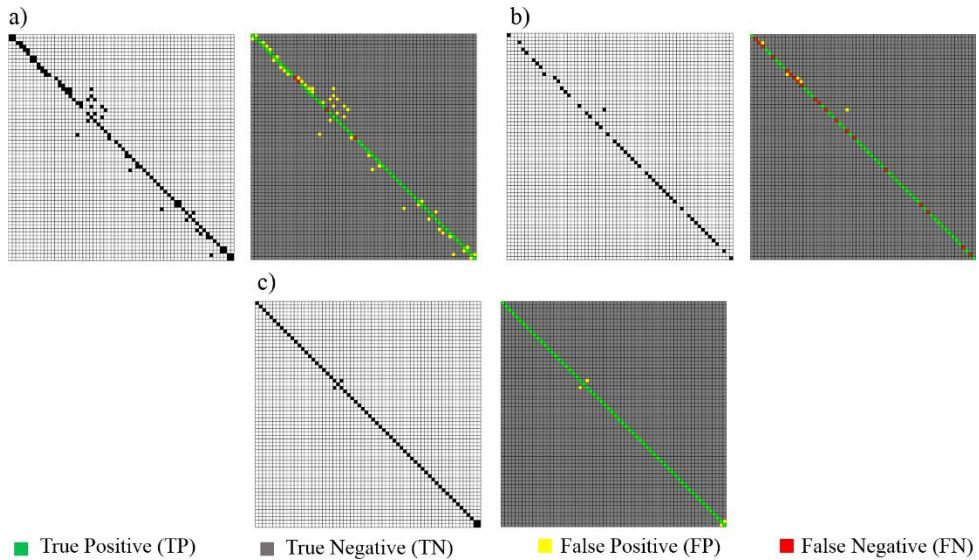 a)
b)
c)
True Positive (TP)
True Negative (TN)
False Positive (FP)
False Negative (FN)